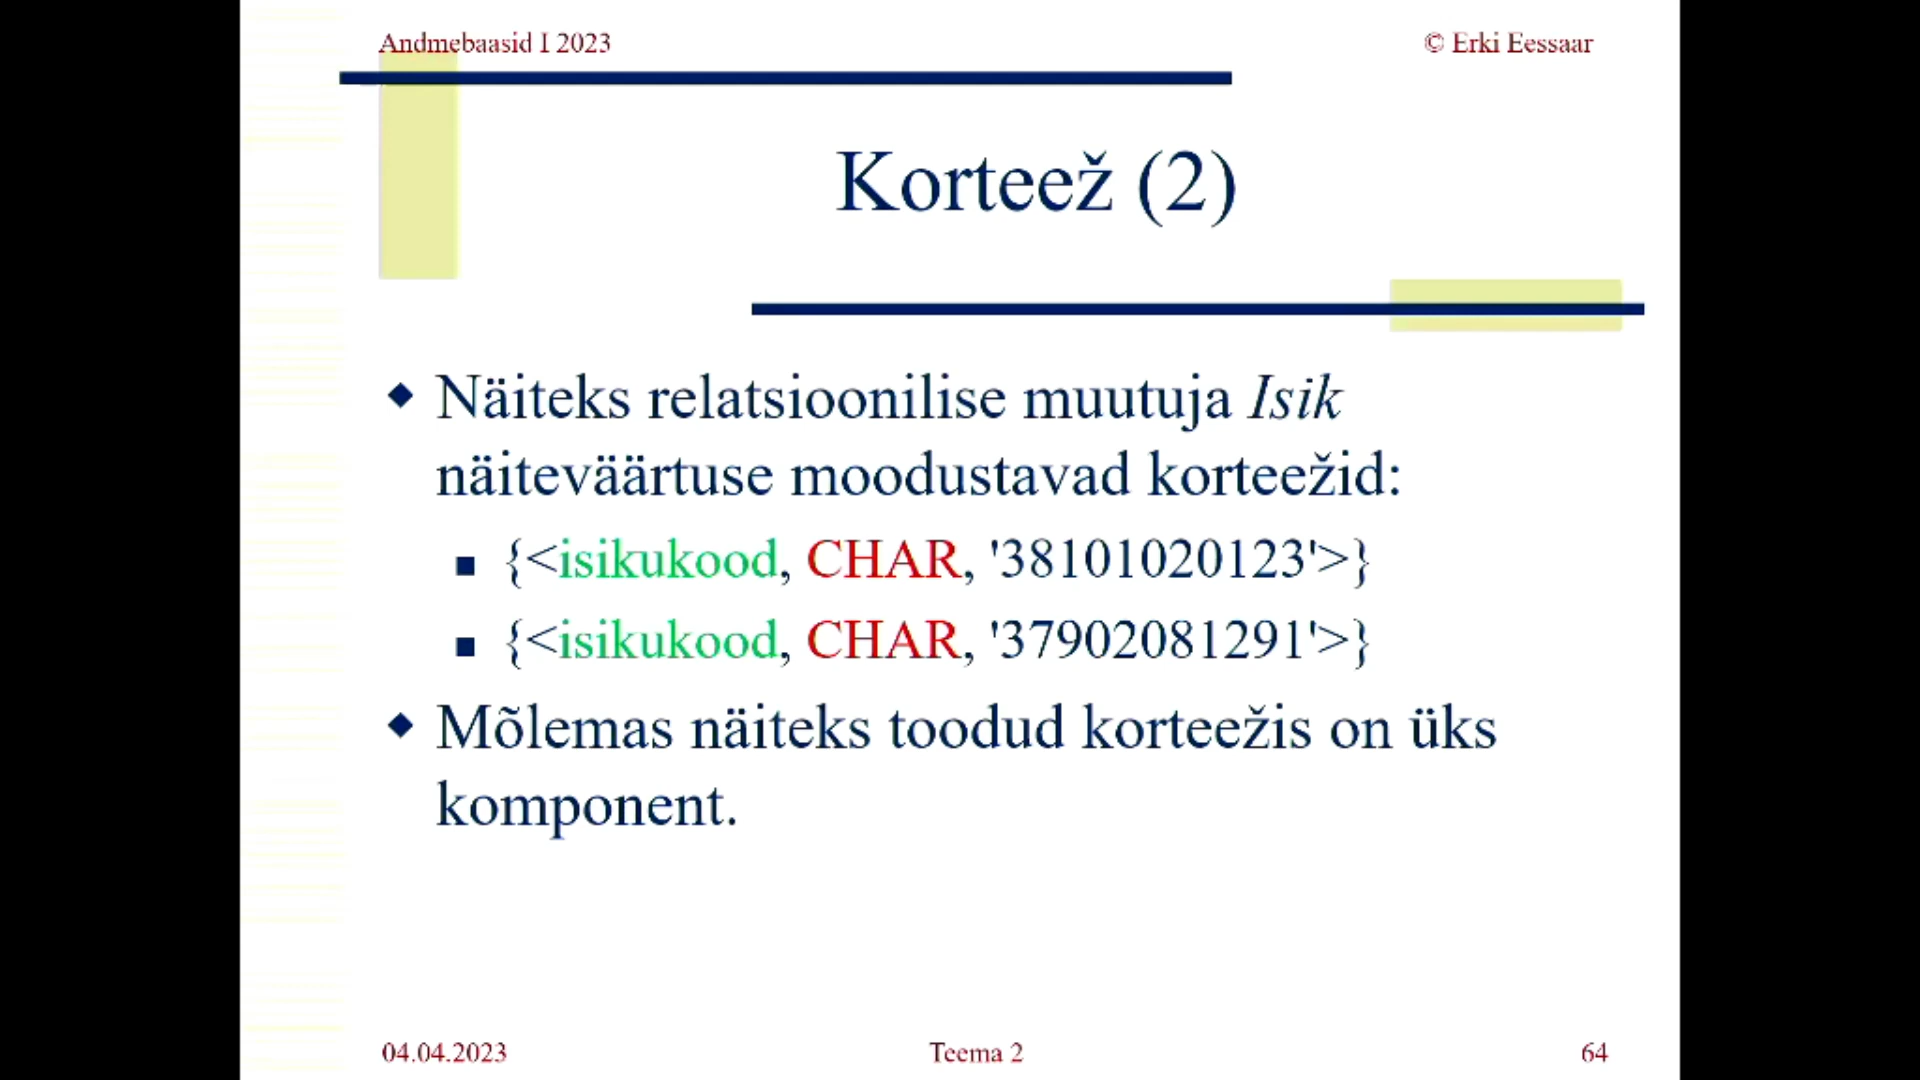 Andmebaasid I 2023
© Erki Eessaar
Korteež (2)
Näiteks relatsioonilise muutuja Isik
näiteväärtuse moodustavad korteežid:
{<isikukood, CHAR, '38101020123'>}
{<isikukood, CHAR, '37902081291'>}
Mõlemas näiteks toodud korteežis on üks
komponent.
04.04.2023
Teema 2
64